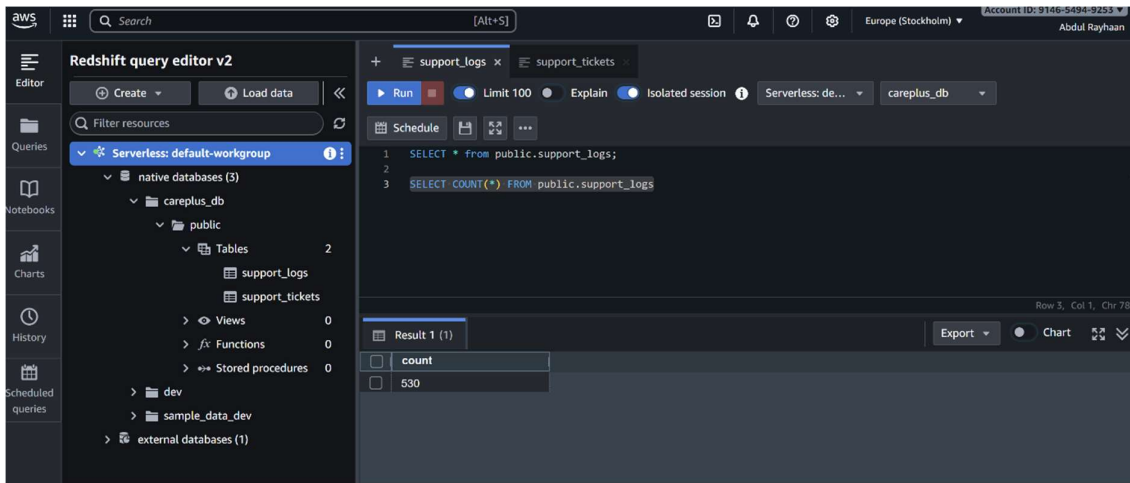 aws
Search
[Alt+S]
Europe (Stockholm)
Account ID: 9146-5494-9253
Abdul Rayhaan
Editor
Queries
Notebooks
Charts
History
Scheduled
queries
Redshift query editor v2
Create
Load data
Filter resources
Serverless: default-workgroup
native databases (3)
careplus_db
public
Tables 2
support_logs
support_tickets
Views 0
fx Functions 0
Stored procedures 0
dev
sample_data_dev
external databases (1)
+ support_logs × support_tickets ×
Run Limit 100 Explain Isolated session Serverless: de... careplus_db
Schedule
1 SELECT * from public.support_logs;
2
3 SELECT COUNT(*) FROM public.support_logs
Row 3, Col 1, Chr 78
Result 1 (1)
Export Chart
count
530